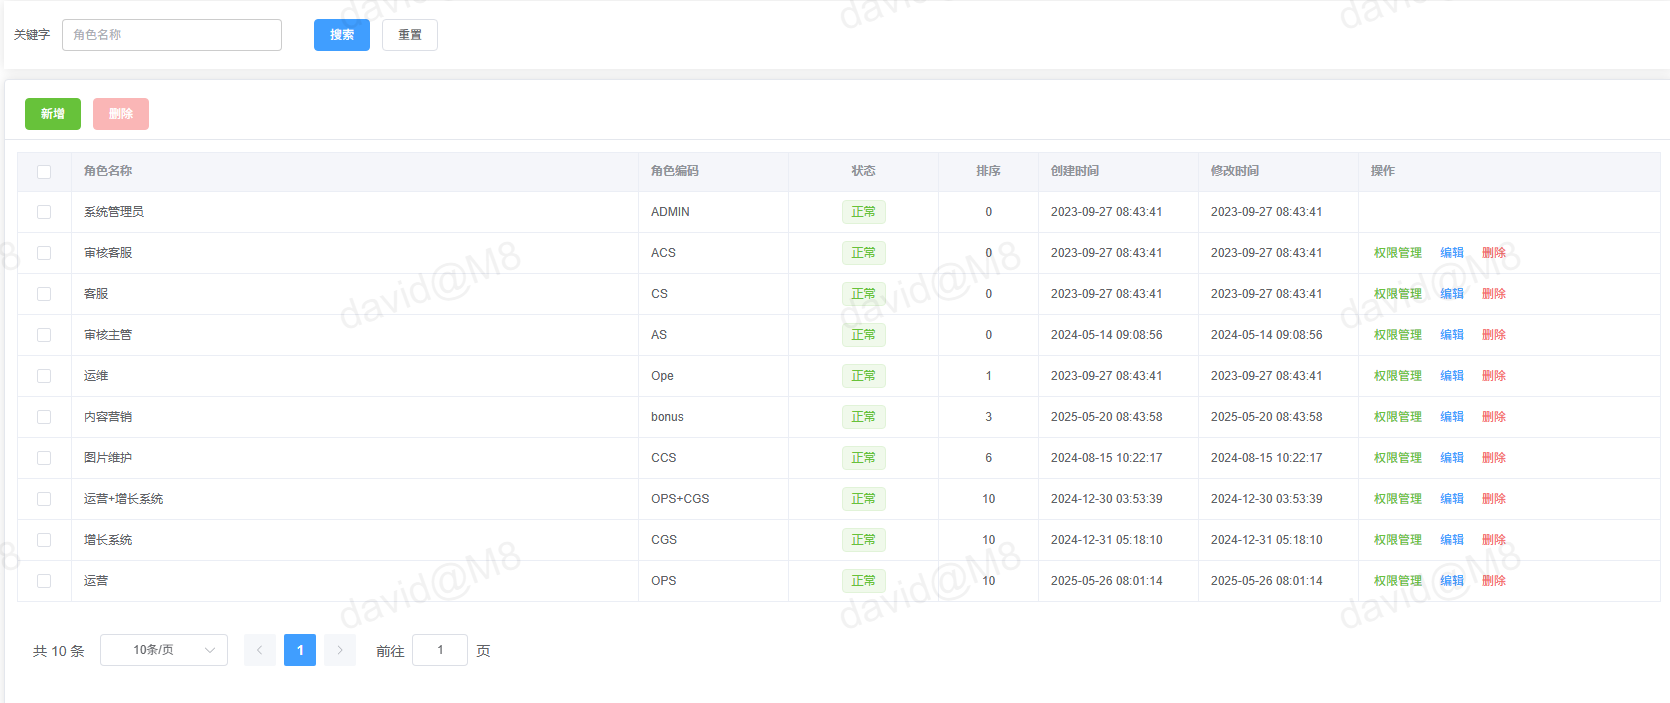 关键字 角色名称 搜索 重置
新增 删除
角色名称 角色编码 状态 排序 创建时间 修改时间 操作
系统管理员 ADMIN 正常 0 2023-09-27 08:43:41 2023-09-27 08:43:41
审核客服 ACS 正常 0 2023-09-27 08:43:41 2023-09-27 08:43:41 权限管理 编辑 删除
客服 CS 正常 0 2023-09-27 08:43:41 2023-09-27 08:43:41 权限管理 编辑 删除
审核主管 AS 正常 0 2024-05-14 09:08:56 2024-05-14 09:08:56 权限管理 编辑 删除
运维 Ope 正常 1 2023-09-27 08:43:41 2023-09-27 08:43:41 权限管理 编辑 删除
内容营销 bonus 正常 3 2025-05-20 08:43:58 2025-05-20 08:43:58 权限管理 编辑 删除
图片维护 CCS 正常 6 2024-08-15 10:22:17 2024-08-15 10:22:17 权限管理 编辑 删除
运营+增长系统 OPS+CGS 正常 10 2024-12-30 03:53:39 2024-12-30 03:53:39 权限管理 编辑 删除
增长系统 CGS 正常 10 2024-12-31 05:18:10 2024-12-31 05:18:10 权限管理 编辑 删除
运营 OPS 正常 10 2025-05-26 08:01:14 2025-05-26 08:01:14 权限管理 编辑 删除
共 10 条 10条/页 1 前往 1 页
david@M8 david@M8 david@M8
david@M8 david@M8 david@M8